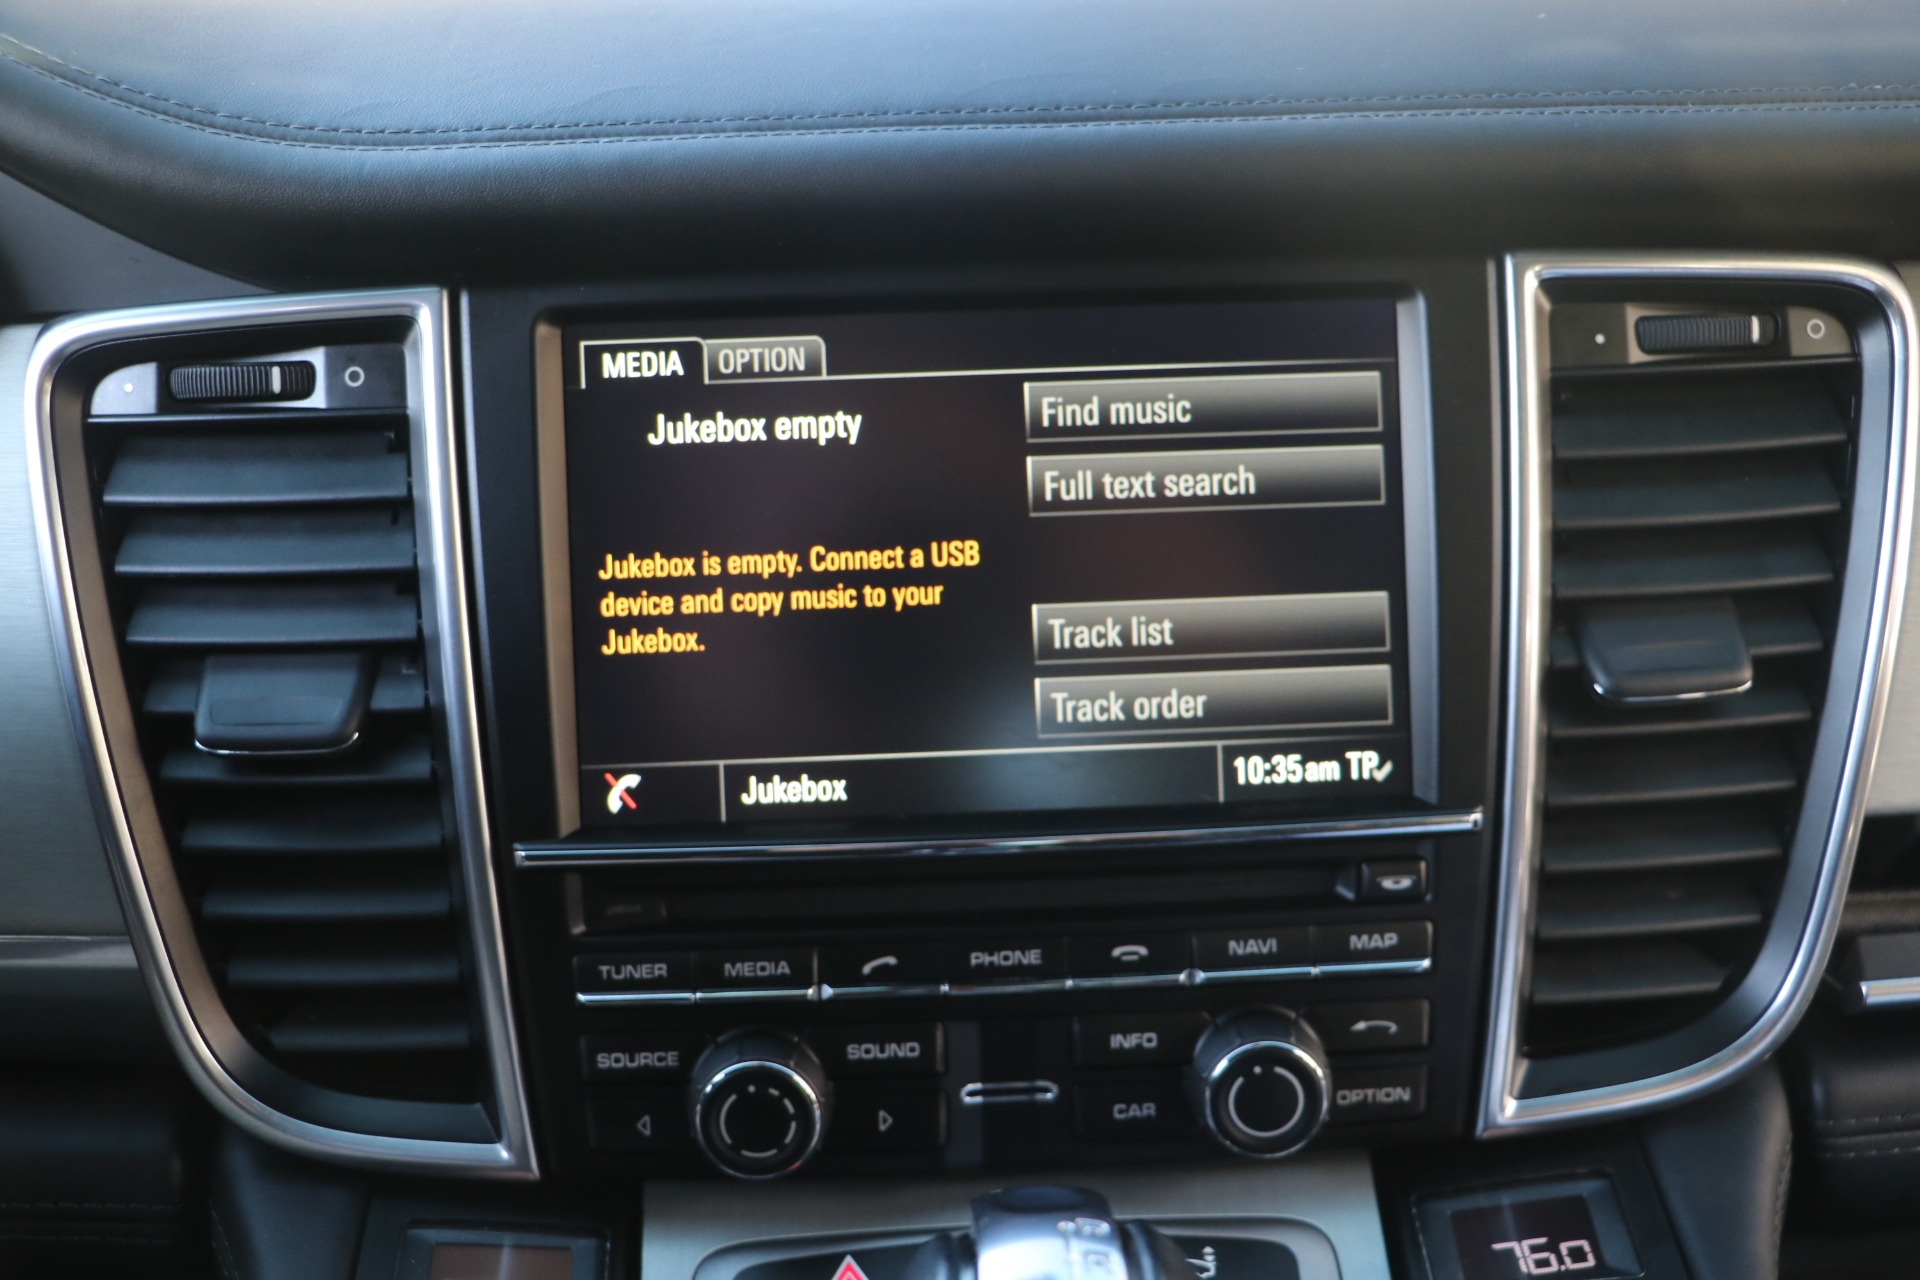 MEDIA OPTION
Jukebox empty
Find music
Full text search
Jukebox is empty. Connect a USB
device and copy music to your
Jukebox.
Track list
Track order
Jukebox
10:35am TP
TUNER MEDIA PHONE NAVI MAP
SOURCE SOUND INFO
CAR OPTION
76.0